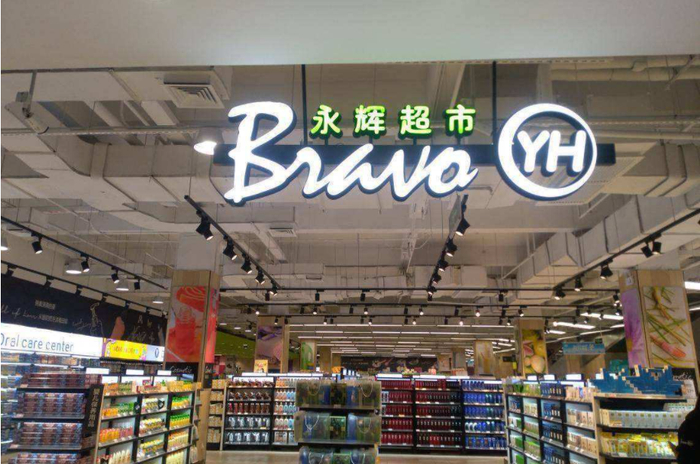 永辉超市
Bravo YH
Oral care center